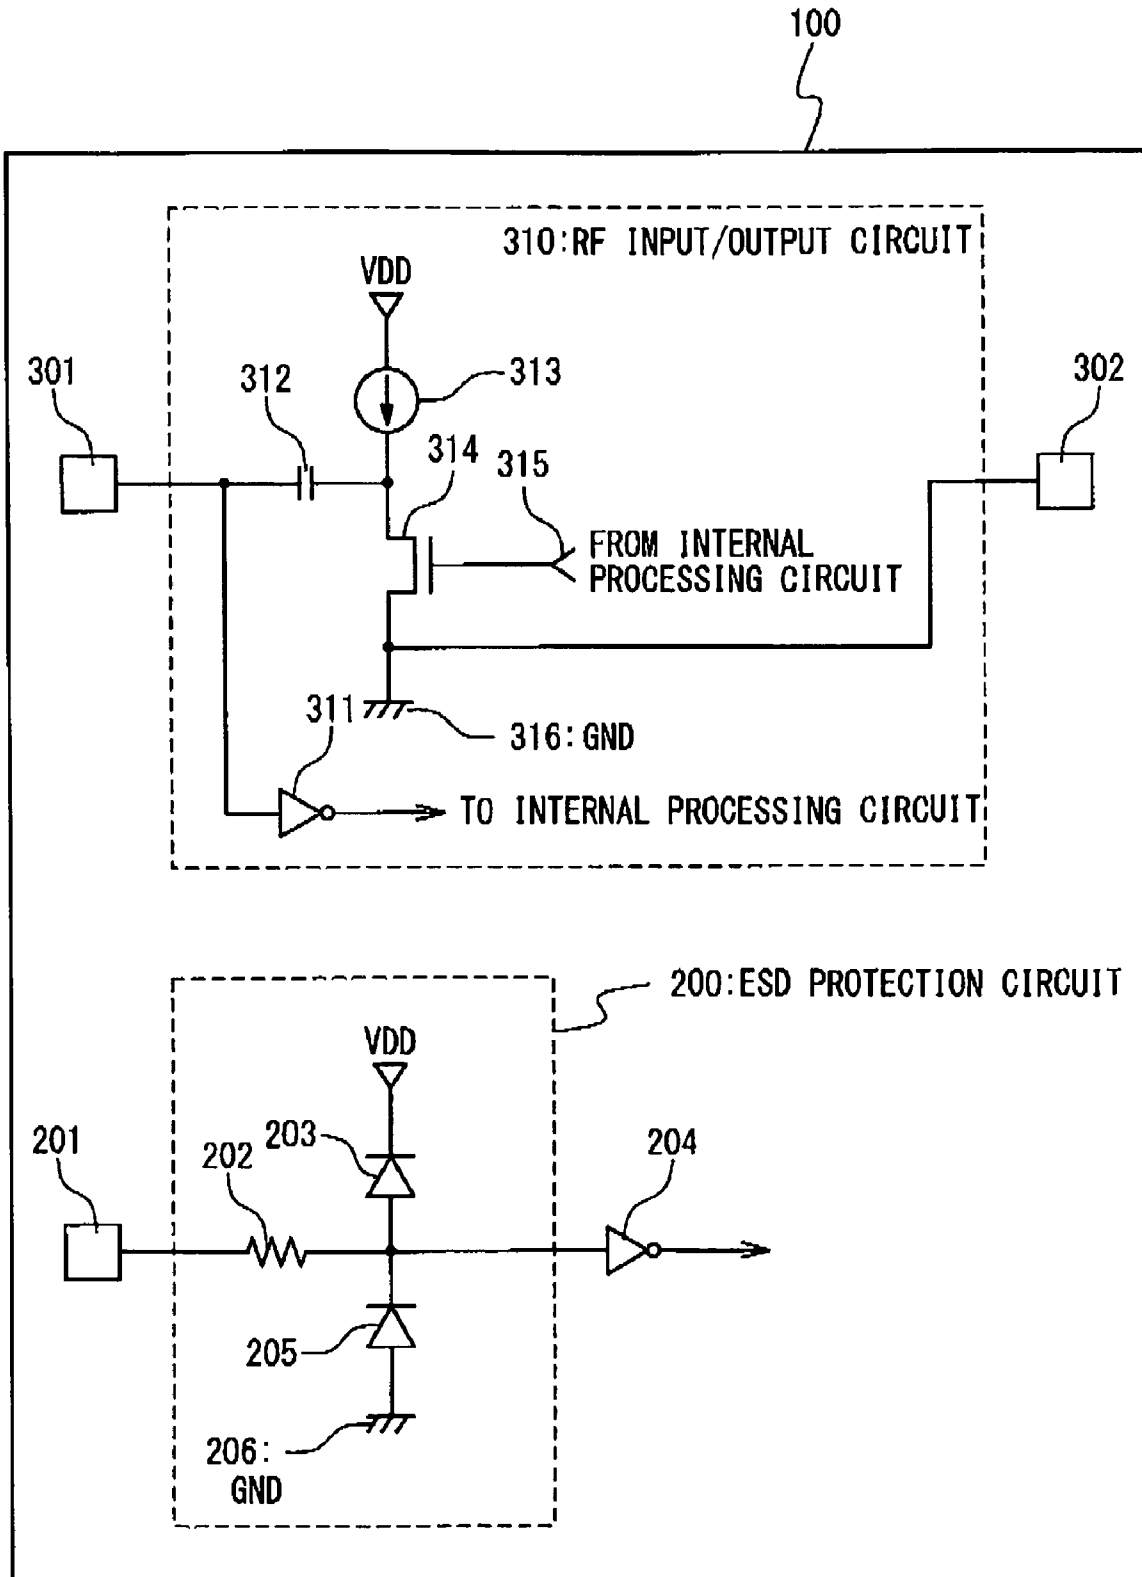 100
310:RF INPUT/OUTPUT CIRCUIT
VDD
301
312
313
302
314
315
FROM INTERNAL
PROCESSING CIRCUIT
311
316:GND
TO INTERNAL PROCESSING CIRCUIT
200:ESD PROTECTION CIRCUIT
VDD
201
202
203
204
205
206:
GND